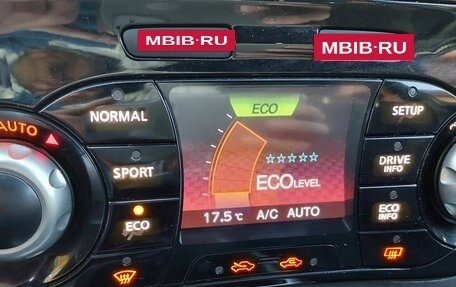 MBIB.RU
MBIB.RU
NORMAL
ECO
SETUP
AUTO
SPORT
ECO LEVEL
DRIVE INFO
ECO
17.5°C A/C AUTO
ECO INFO